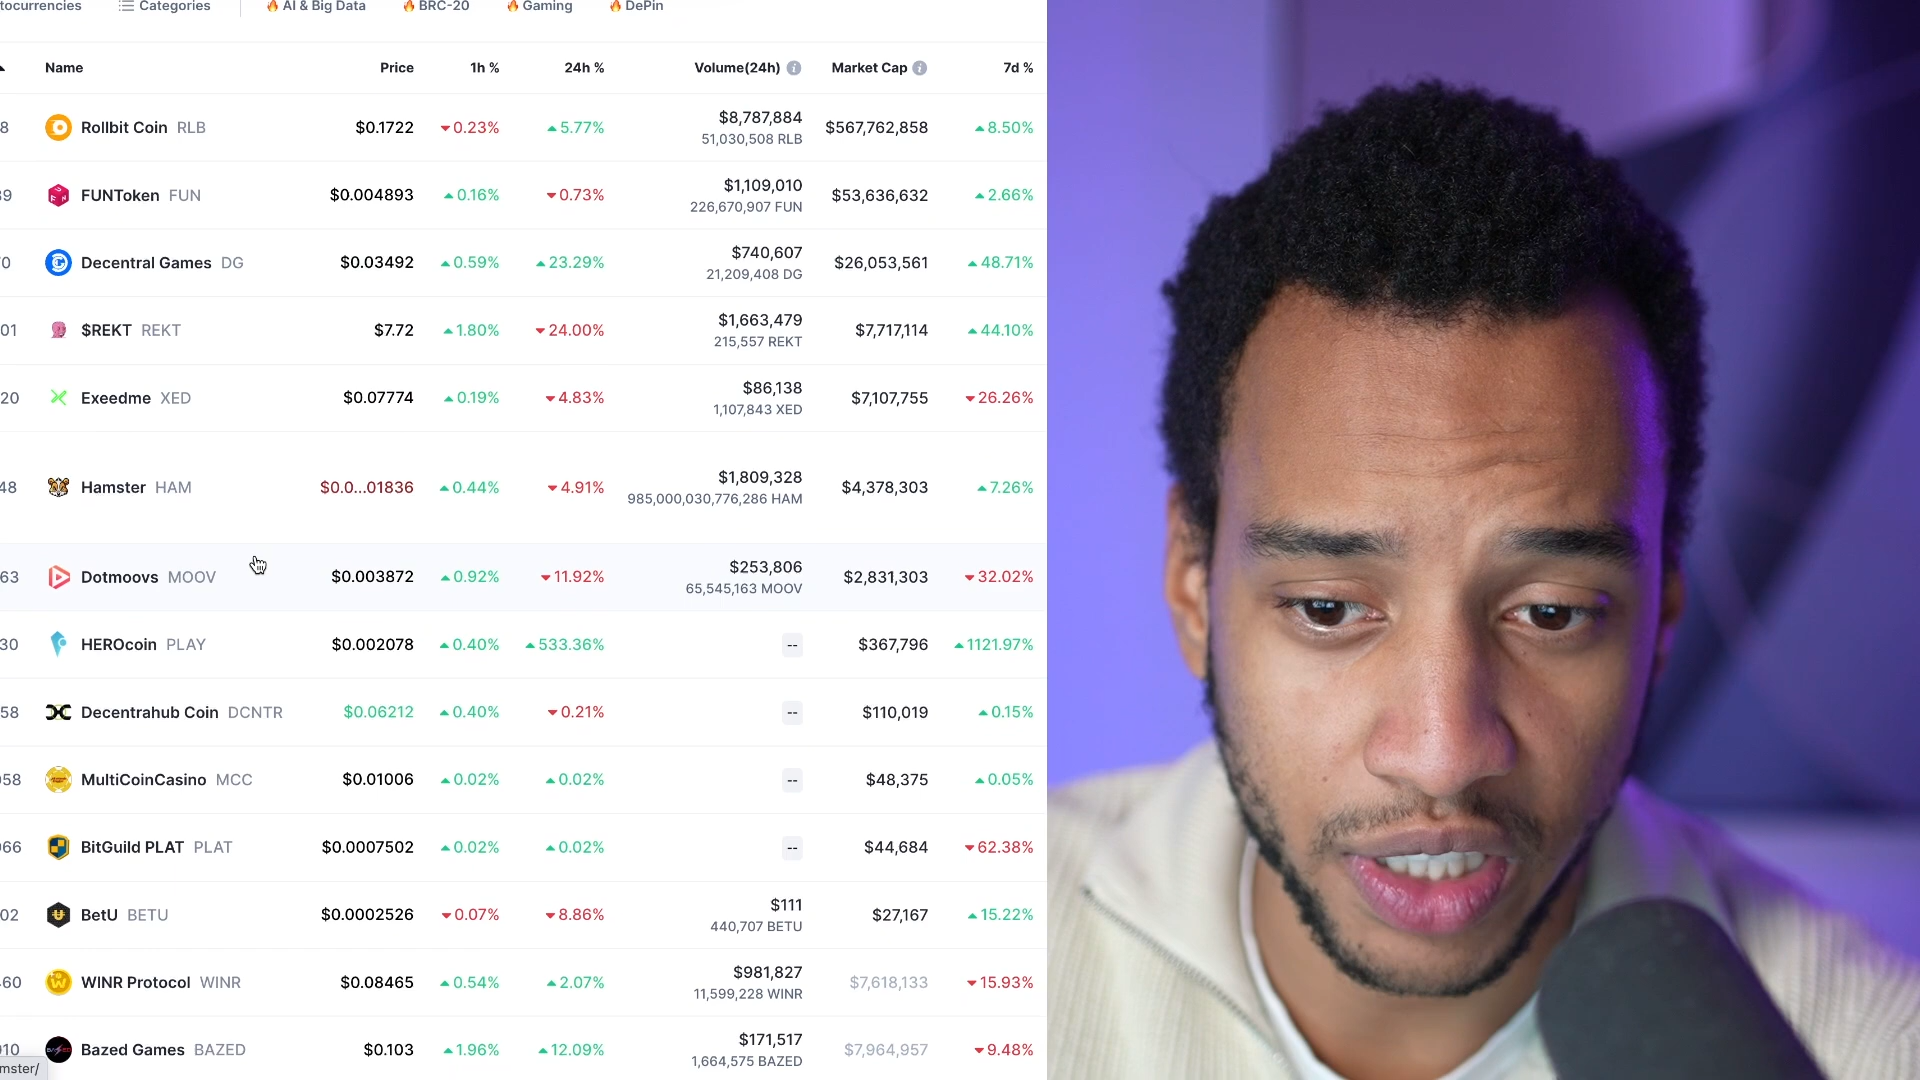 tocurrencies Categories AI & Big Data BRC-20 Gaming DePin
Name Price 1h % 24h % Volume(24h) Market Cap 7d %
8 Rollbit Coin RLB $0.1722 0.23% 5.77% $8,787,884 $567,762,858 8.50%
51,030,508 RLB
39 FUNToken FUN $0.004893 0.16% 0.73% $1,109,010 $53,636,632 2.66%
226,670,907 FUN
70 Decentral Games DG $0.03492 0.59% 23.29% $740,607 $26,053,561 48.71%
21,209,408 DG
01 $REKT REKT $7.72 1.80% 24.00% $1,663,479 $7,717,114 44.10%
215,557 REKT
20 Exeedme XED $0.07774 0.19% 4.83% $86,138 $7,107,755 26.26%
1,107,843 XED
48 Hamster HAM $0.0...01836 0.44% 4.91% $1,809,328 $4,378,303 7.26%
985,000,030,776,286 HAM
63 Dotmoovs MOOV $0.003872 0.92% 11.92% $253,806 $2,831,303 32.02%
65,545,163 MOOV
30 HEROcoin PLAY $0.002078 0.40% 533.36% -- $367,796 1121.97%
58 Decentrahub Coin DCNTR $0.06212 0.40% 0.21% -- $110,019 0.15%
058 MultiCoinCasino MCC $0.01006 0.02% 0.02% -- $48,375 0.05%
066 BitGuild PLAT PLAT $0.0007502 0.02% 0.02% -- $44,684 62.38%
02 BetU BETU $0.0002526 0.07% 8.86% $111 $27,167 15.22%
440,707 BETU
460 WINR Protocol WINR $0.08465 0.54% 2.07% $981,827 $7,618,133 15.93%
11,599,228 WINR
010 Bazed Games BAZED $0.103 1.96% 12.09% $171,517 $7,964,957 9.48%
1,664,575 BAZED
mster/